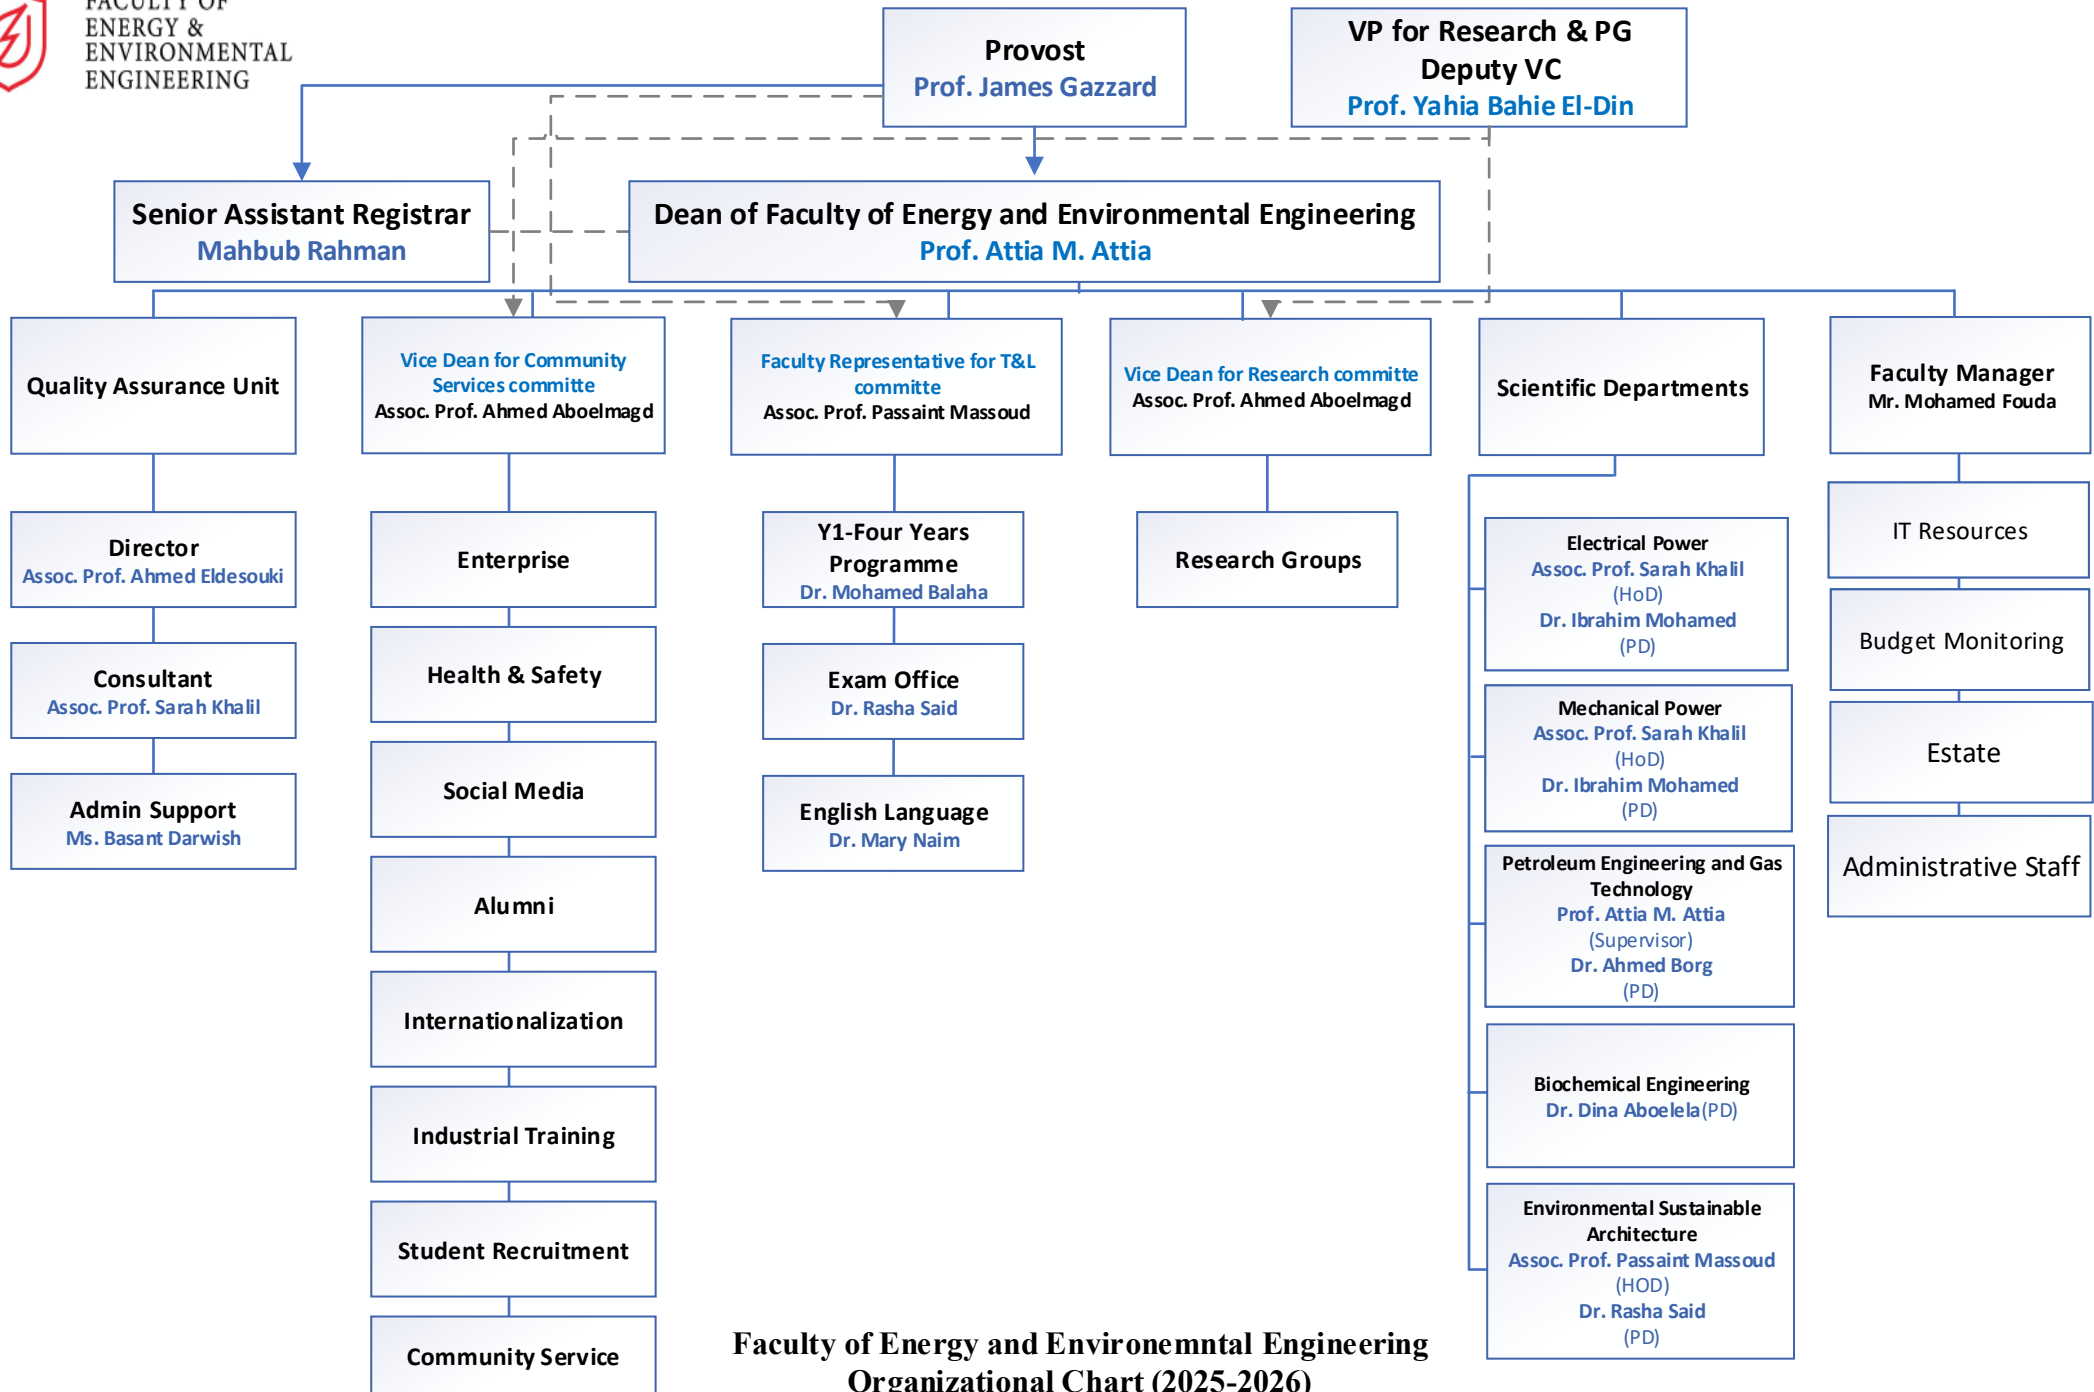 FACULTY OF
ENERGY &
ENVIRONMENTAL
ENGINEERING
Provost
Prof. James Gazzard
VP for Research & PG
Deputy VC
Prof. Yahia Bahie El-Din
Senior Assistant Registrar
Mahbub Rahman
Dean of Faculty of Energy and Environmental Engineering
Prof. Attia M. Attia
Quality Assurance Unit
Director
Assoc. Prof. Ahmed Eldesouki
Consultant
Assoc. Prof. Sarah Khalil
Admin Support
Ms. Basant Darwish
Vice Dean for Community
Services committe
Assoc. Prof. Ahmed Aboelmagd
Enterprise
Health & Safety
Social Media
Alumni
Internationalization
Industrial Training
Student Recruitment
Community Service
Faculty Representative for T&L
committe
Assoc. Prof. Passaint Massoud
Y1-Four Years
Programme
Dr. Mohamed Balaha
Exam Office
Dr. Rasha Said
English Language
Dr. Mary Naim
Vice Dean for Research committe
Assoc. Prof. Ahmed Aboelmagd
Research Groups
Scientific Departments
Electrical Power
Assoc. Prof. Sarah Khalil
(HoD)
Dr. Ibrahim Mohamed
(PD)
Mechanical Power
Assoc. Prof. Sarah Khalil
(HoD)
Dr. Ibrahim Mohamed
(PD)
Petroleum Engineering and Gas
Technology
Prof. Attia M. Attia
(Supervisor)
Dr. Ahmed Borg
(PD)
Biochemical Engineering
Dr. Dina Aboelela(PD)
Environmental Sustainable
Architecture
Assoc. Prof. Passaint Massoud
(HOD)
Dr. Rasha Said
(PD)
Faculty Manager
Mr. Mohamed Fouda
IT Resources
Budget Monitoring
Estate
Administrative Staff
Faculty of Energy and Environemntal Engineering
Organizational Chart (2025-2026)